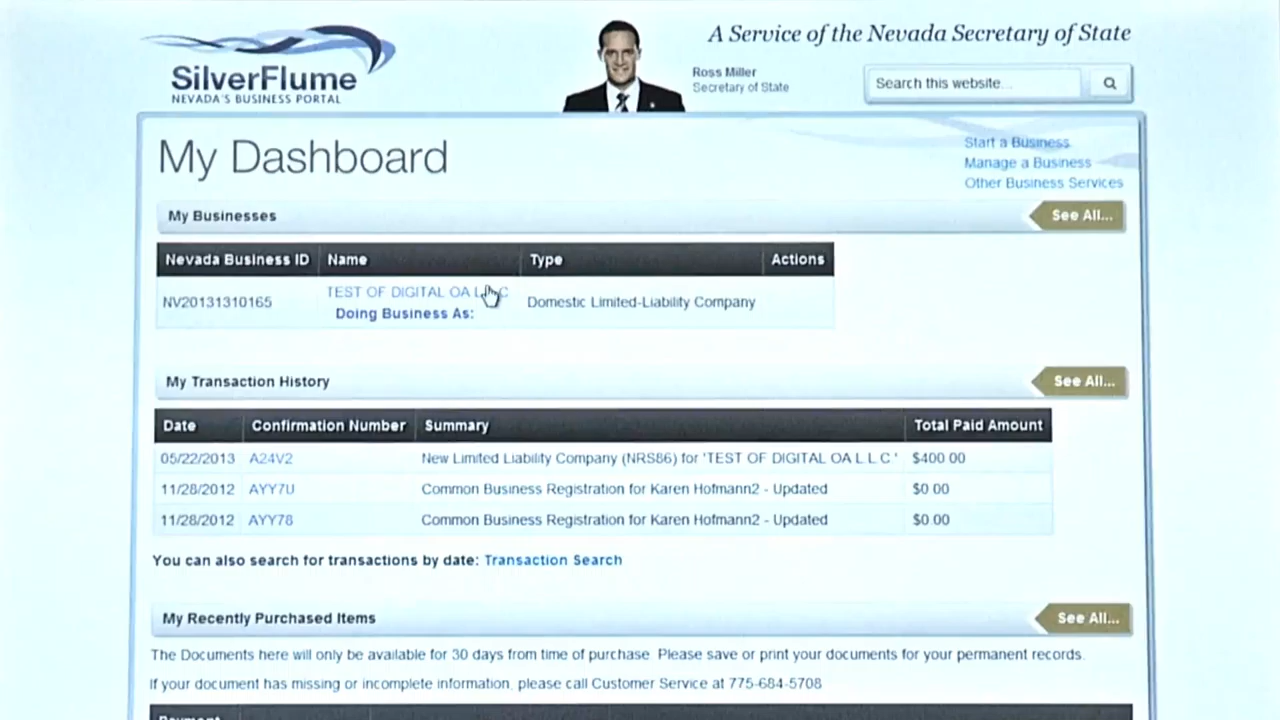 A Service of the Nevada Secretary of State
SilverFlume
NEVADA'S BUSINESS PORTAL
Ross Miller
Secretary of State
Search this website...
My Dashboard
Start a Business
Manage a Business
Other Business Services
My Businesses
See All...
Nevada Business ID Name Type Actions
NV20131310165 TEST OF DIGITAL OA L L C Domestic Limited-Liability Company
Doing Business As:
My Transaction History
See All...
Date Confirmation Number Summary Total Paid Amount
05/22/2013 A24V2 New Limited Liability Company (NRS86) for 'TEST OF DIGITAL OA L L C ' $400.00
11/28/2012 AYY7U Common Business Registration for Karen Hofmann2 - Updated $0.00
11/28/2012 AYY78 Common Business Registration for Karen Hofmann2 - Updated $0.00
You can also search for transactions by date: Transaction Search
My Recently Purchased Items
See All...
The Documents here will only be available for 30 days from time of purchase. Please save or print your documents for your permanent records.
If your document has missing or incomplete information, please call Customer Service at 775-684-5708
Payment